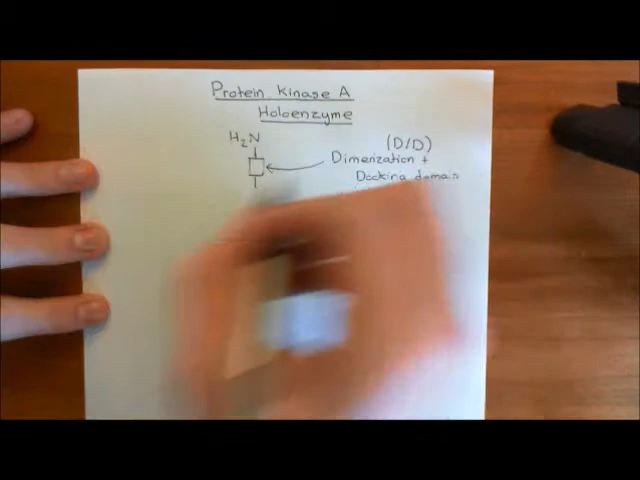 Protein Kinase A
Holoenzyme
H₂N
(D/D)
Dimerization +
Docking domain